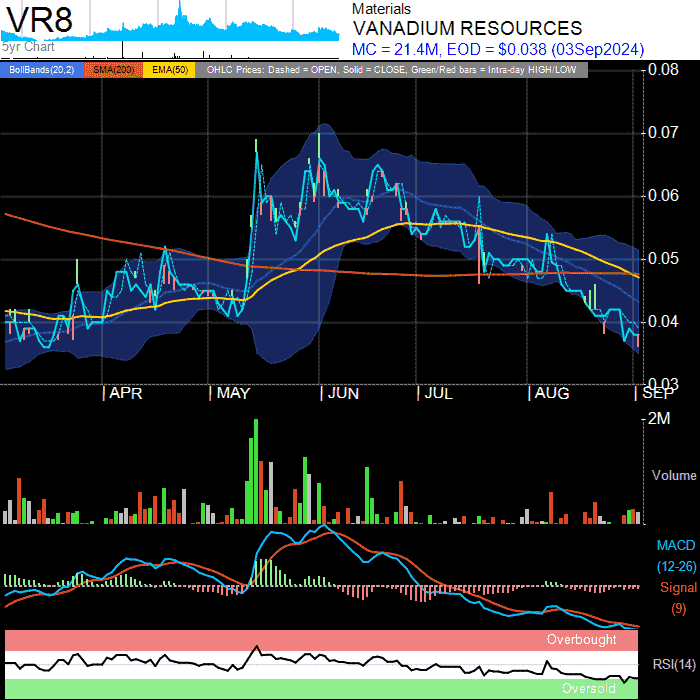 VR8
5yr Chart
Materials
VANADIUM RESOURCES
MC = 21.4M, EOD = $0.038 (03Sep2024)
BollBands(20,2) SMA(200) EMA(50) OHLC Prices: Dashed = OPEN, Solid = CLOSE, Green/Red bars = Intra-day HIGH/LOW
0.08
0.07
0.06
0.05
0.04
0.03
APR MAY JUN JUL AUG SEP
2M
Volume
MACD
(12-26)
Signal
(9)
Overbought
RSI(14)
Oversold